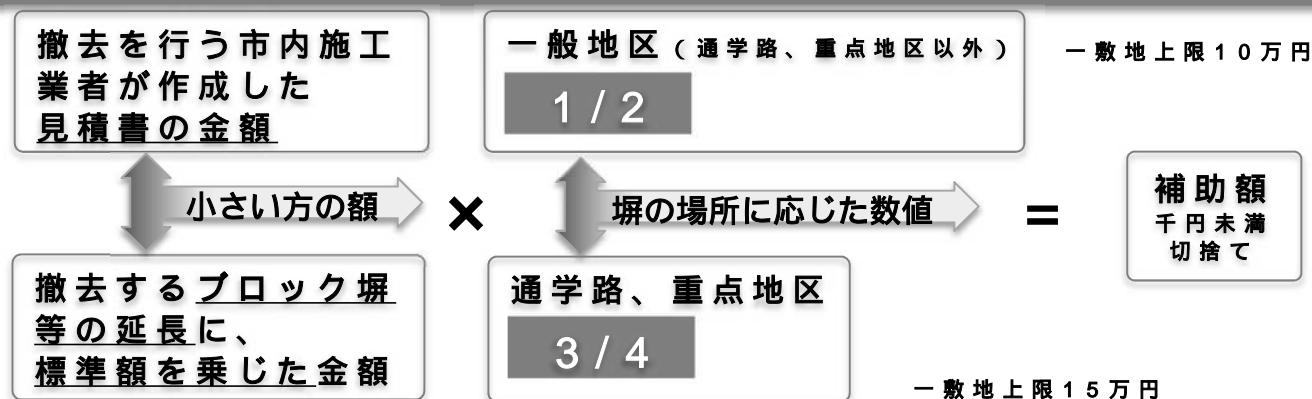 撤去を行う市内施工
業者が作成した
見積書の金額
一般地区（通学路、重点地区以外）
1/2
一敷地上限10万円
小さい方の額
×
塀の場所に応じた数値
=
補助額
千円未満
切捨て
撤去するブロック塀
等の延長に、
標準額を乗じた金額
通学路、重点地区
3/4
一敷地上限15万円